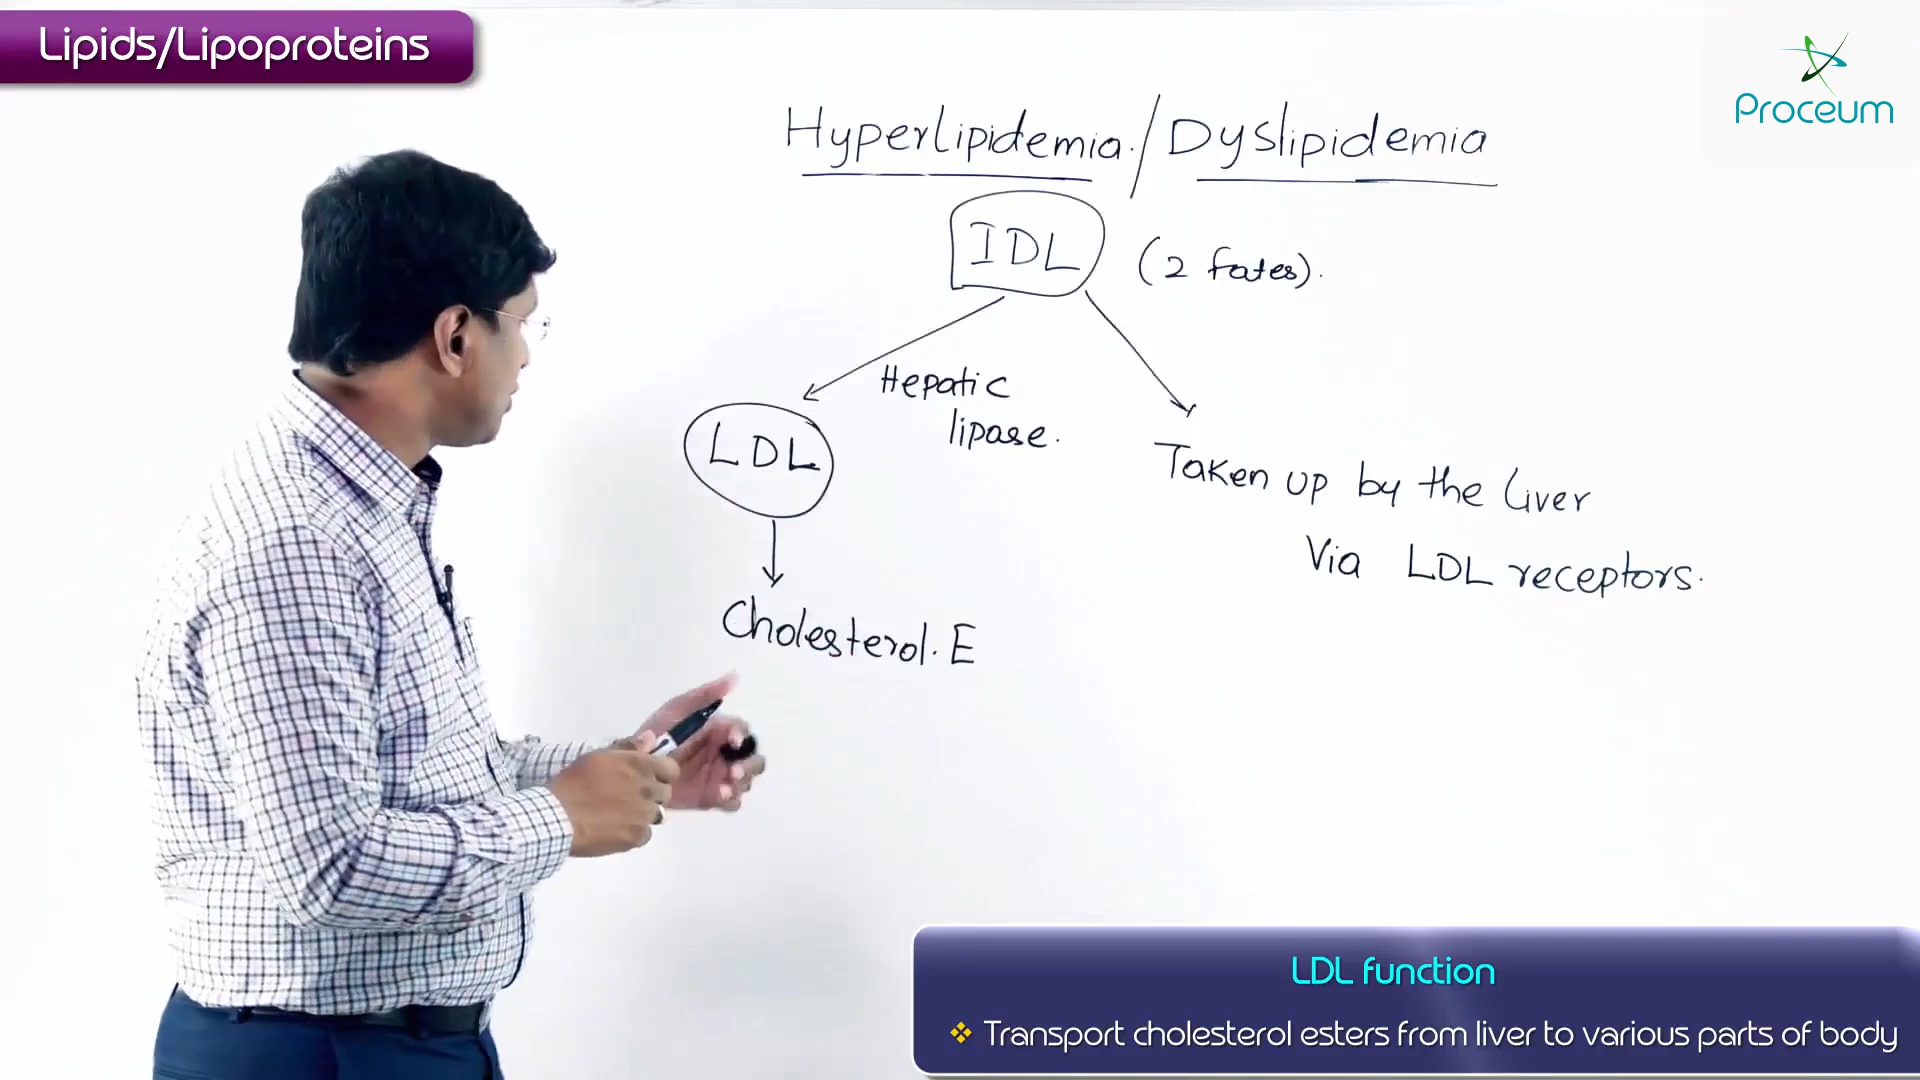 Lipids/Lipoproteins
Proceum
Hyperlipidemia./Dyslipidemia
IDL (2 fates).
Hepatic
lipase.
LDL
Taken up by the liver
Via LDL receptors.
Cholesterol. E
LDL function
❖ Transport cholesterol esters from liver to various parts of body